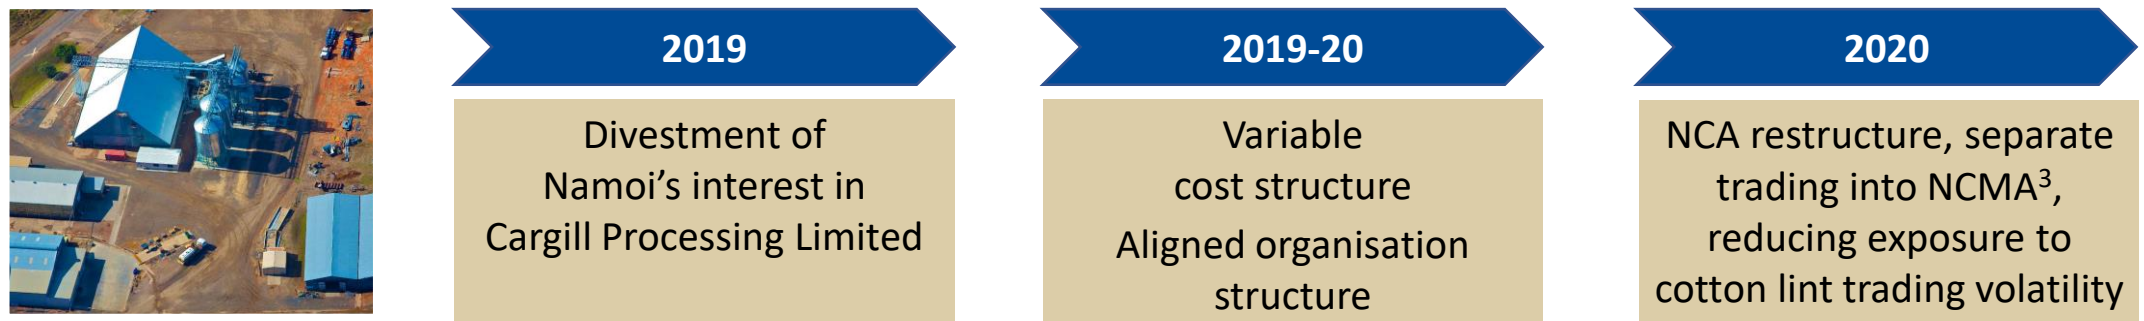 2019
Divestment of
Namoi's interest in
Cargill Processing Limited
2019-20
Variable
cost structure
Aligned organisation
structure
2020
NCA restructure, separate
trading into NCMA³,
reducing exposure to
cotton lint trading volatility